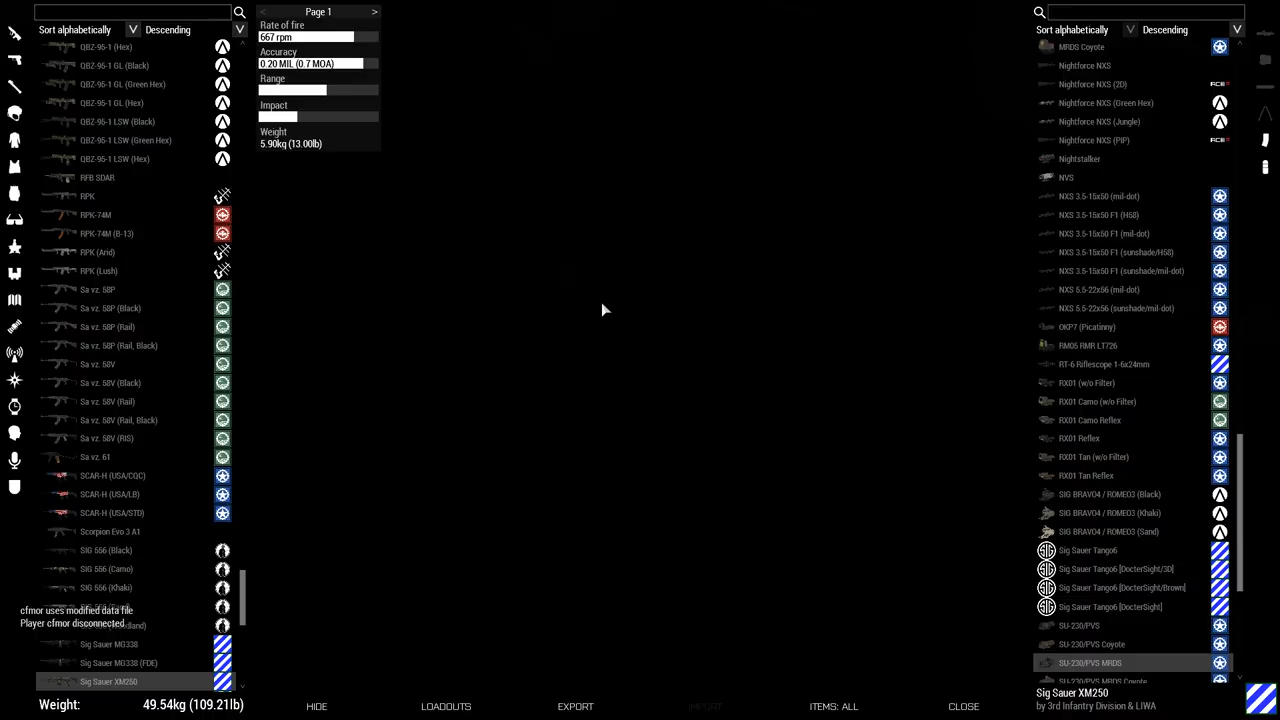 Sort alphabetically
Descending
QBZ-95-1 (Hex)
QBZ-95-1 GL (Black)
QBZ-95-1 GL (Green Hex)
QBZ-95-1 GL (Hex)
QBZ-95-1 LSW (Black)
QBZ-95-1 LSW (Green Hex)
QBZ-95-1 LSW (Hex)
RFB SDAR
RPK
RPK-74M
RPK-74M (B-13)
RPK (Arid)
RPK (Lush)
Sa vz. 58P
Sa vz. 58P (Black)
Sa vz. 58P (Rail)
Sa vz. 58P (Rail, Black)
Sa vz. 58V
Sa vz. 58V (Black)
Sa vz. 58V (Rail)
Sa vz. 58V (Rail, Black)
Sa vz. 58V (RIS)
Sa vz. 61
SCAR-H (USA/CQC)
SCAR-H (USA/LB)
SCAR-H (USA/STD)
Scorpion Evo 3 A1
SIG 556 (Black)
SIG 556 (Camo)
SIG 556 (Khaki)
cfmor uses modified data file
Player cfmor disconnected
Sig Sauer MG338
Sig Sauer MG338 (FDE)
Sig Sauer XM250
Weight: 49.54kg (109.21lb)
< Page 1 >
Rate of fire
667 rpm
Accuracy
0.20 MIL (0.7 MOA)
Range
Impact
Weight
5.90kg (13.00lb)
HIDE
LOADOUTS
EXPORT
IMPORT
ITEMS: ALL
CLOSE
Sort alphabetically
Descending
MRDS Coyote
Nightforce NXS
Nightforce NXS (2D)
Nightforce NXS (Green Hex)
Nightforce NXS (Jungle)
Nightforce NXS (PIP)
Nightstalker
NVS
NXS 3.5-15x50 (mil-dot)
NXS 3.5-15x50 F1 (H58)
NXS 3.5-15x50 F1 (mil-dot)
NXS 3.5-15x50 F1 (sunshade/H58)
NXS 3.5-15x50 F1 (sunshade/mil-dot)
NXS 5.5-22x56 (mil-dot)
NXS 5.5-22x56 (sunshade/mil-dot)
OKP7 (Picatinny)
RM05 RMR LT726
RT-6 Riflescope 1-6x24mm
RX01 (w/o Filter)
RX01 Camo (w/o Filter)
RX01 Camo Reflex
RX01 Reflex
RX01 Tan (w/o Filter)
RX01 Tan Reflex
SIG BRAVO4 / ROMEO3 (Black)
SIG BRAVO4 / ROMEO3 (Khaki)
SIG BRAVO4 / ROMEO3 (Sand)
Sig Sauer Tango6
Sig Sauer Tango6 [DocterSight/3D]
Sig Sauer Tango6 [DocterSight/Brown]
Sig Sauer Tango6 [DocterSight]
SU-230/PVS
SU-230/PVS Coyote
SU-230/PVS MRDS
SU-230/PVS MRDS Coyote
Sig Sauer XM250
by 3rd Infantry Division & LIWA